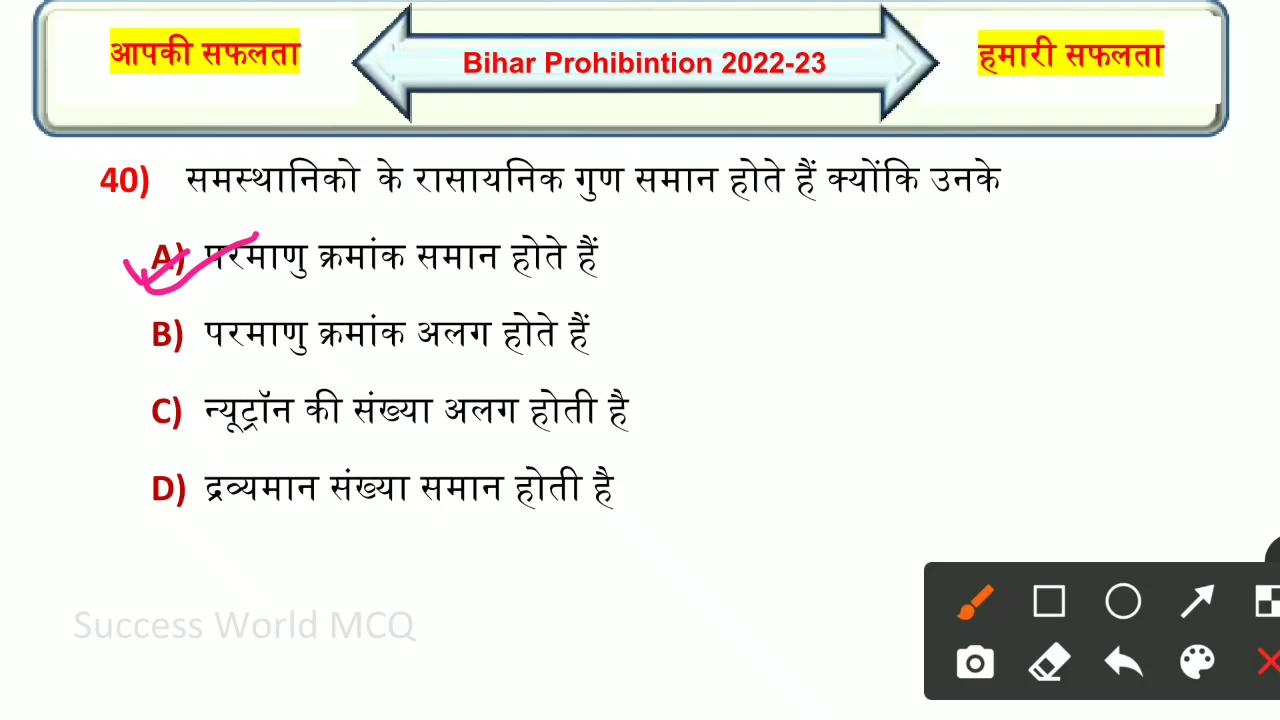 आपकी सफलता
Bihar Prohibintion 2022-23
हमारी सफलता
40) समस्थानिको के रासायनिक गुण समान होते हैं क्योंकि उनके
A) परमाणु क्रमांक समान होते हैं
B) परमाणु क्रमांक अलग होते हैं
C) न्यूट्रॉन की संख्या अलग होती है
D) द्रव्यमान संख्या समान होती है
Success World MCQ